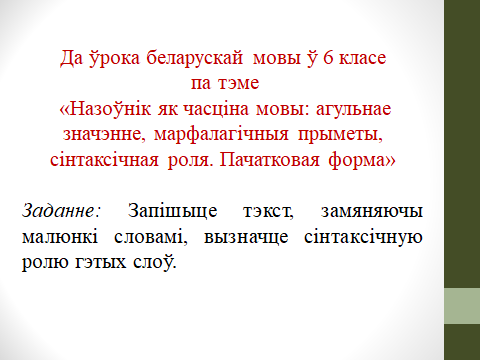 Да ўрока беларускай мовы ў 6 класе
па тэме
«Назоўнік як часціна мовы: агульнае
значэнне, марфалагічныя прыметы,
сінтаксічная роля. Пачатковая форма»
Заданне: Запішыце тэкст, замяняючы
малюнкі словамі, вызначце сінтаксічную
ролю гэтых слоў.